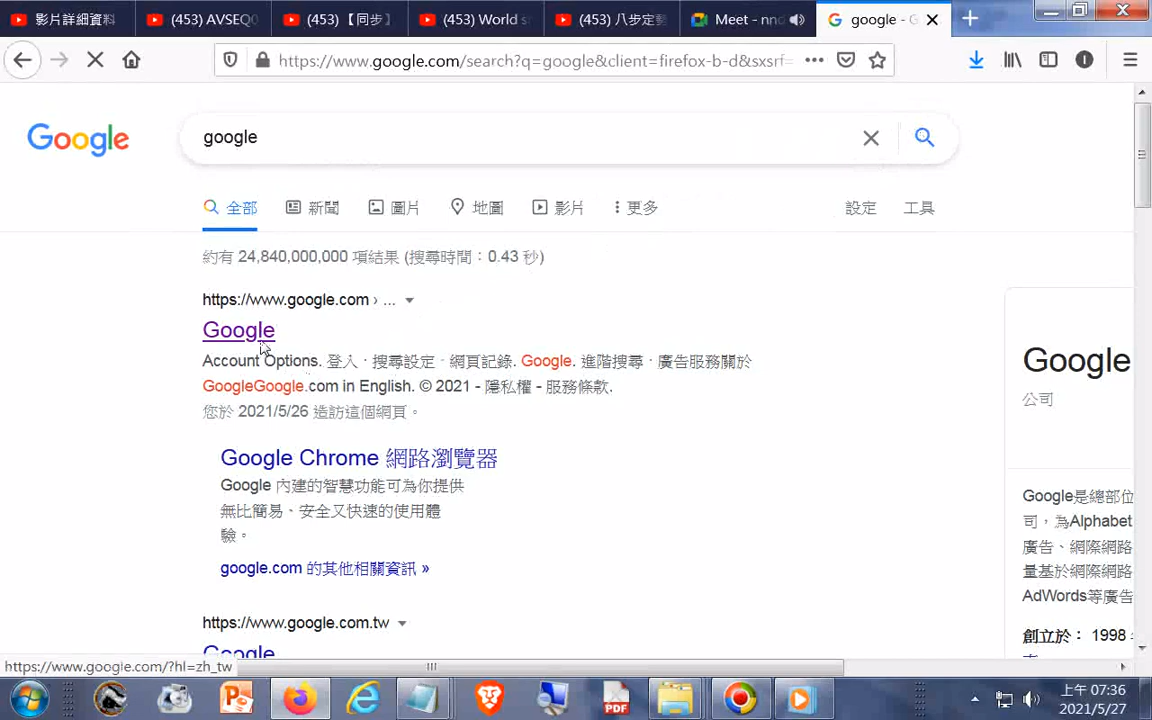 影片詳細資料
(453) AVSEQ0
(453)【同步】
(453) World s
(453) 八步定
Meet - nno
google - G
https://www.google.com/search?q=google&client=firefox-b-d&sxsrf=
Google
google
全部
新聞
圖片
地圖
影片
更多
設定
工具
約有 24,840,000,000 項結果 (搜尋時間：0.43 秒)
https://www.google.com › ...
Google
Account Options. 登入 · 搜尋設定 · 網頁記錄. Google. 進階搜尋 · 廣告服務關於
GoogleGoogle.com in English. © 2021 - 隱私權 - 服務條款.
您於 2021/5/26 造訪這個網頁。
Google Chrome 網路瀏覽器
Google 內建的智慧功能可為你提供
無比簡易、安全又快速的使用體
驗。
google.com 的其他相關資訊 »
https://www.google.com.tw
Google
Google
公司
Google是總部位
司，為Alphabet
廣告、網際網路
量基於網際網路
AdWords等廣告
創立於： 1998
https://www.google.com/?hl=zh_tw
PDF
上午 07:36
2021/5/27